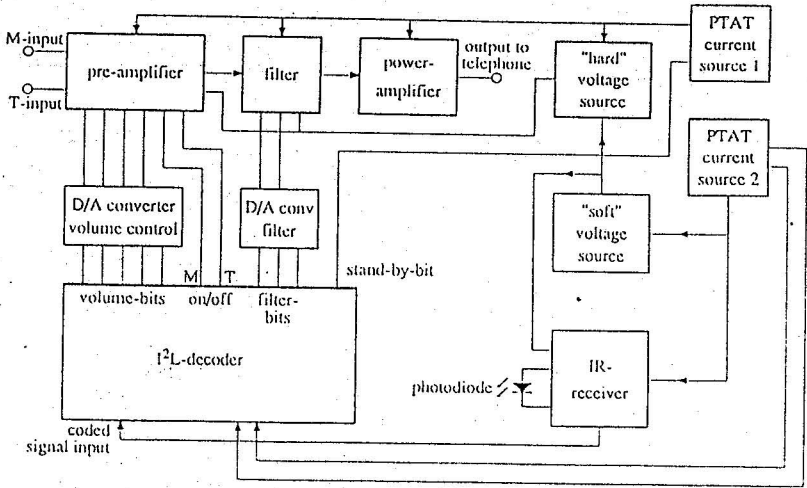 M-input
T-input
pre-amplifier
filter
power-
amplifier
output to
telephone
"hard"
voltage
source
PTAT
current
source 1
PTAT
current
source 2
D/A converter
volume control
D/A conv
filter
"soft"
voltage
source
M
T
stand-by-bit
volume-bits
on/off
filter-
bits
I²L-decoder
photodiode
IR-
receiver
coded
signal input